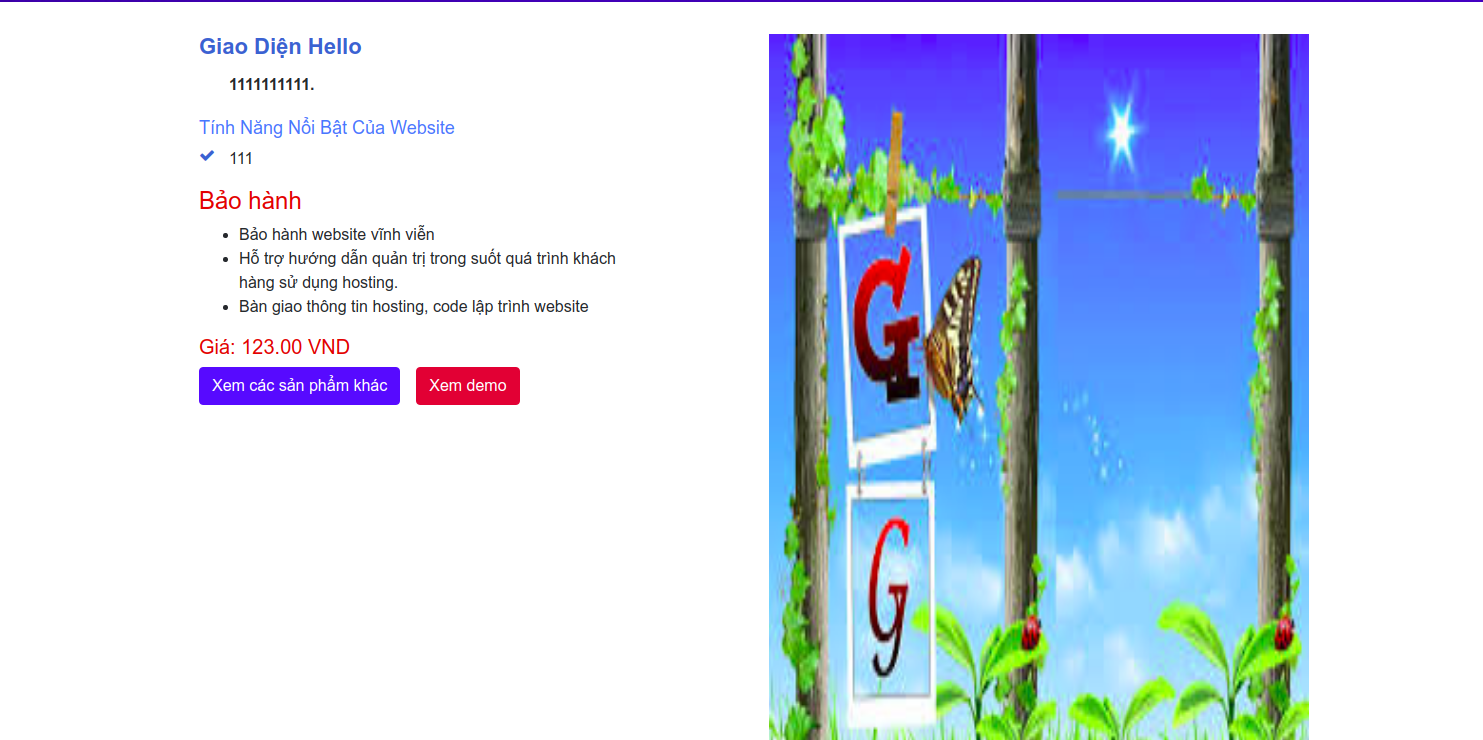 Giao Diện Hello
1111111111.
Tính Năng Nổi Bật Của Website
111
Bảo hành
Bảo hành website vĩnh viễn
Hỗ trợ hướng dẫn quản trị trong suốt quá trình khách
hàng sử dụng hosting.
Bàn giao thông tin hosting, code lập trình website
Giá: 123.00 VND
Xem các sản phẩm khác
Xem demo
G
G